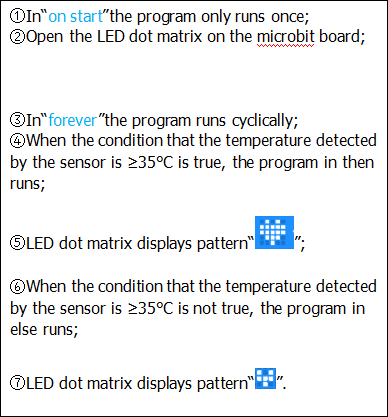 ①In“on start”the program only runs once;
②Open the LED dot matrix on the microbit board;
③In“forever”the program runs cyclically;
④When the condition that the temperature detected
by the sensor is ≥35°C is true, the program in then
runs;
⑤LED dot matrix displays pattern“”;
⑥When the condition that the temperature detected
by the sensor is ≥35°C is not true, the program in
else runs;
⑦LED dot matrix displays pattern“”.